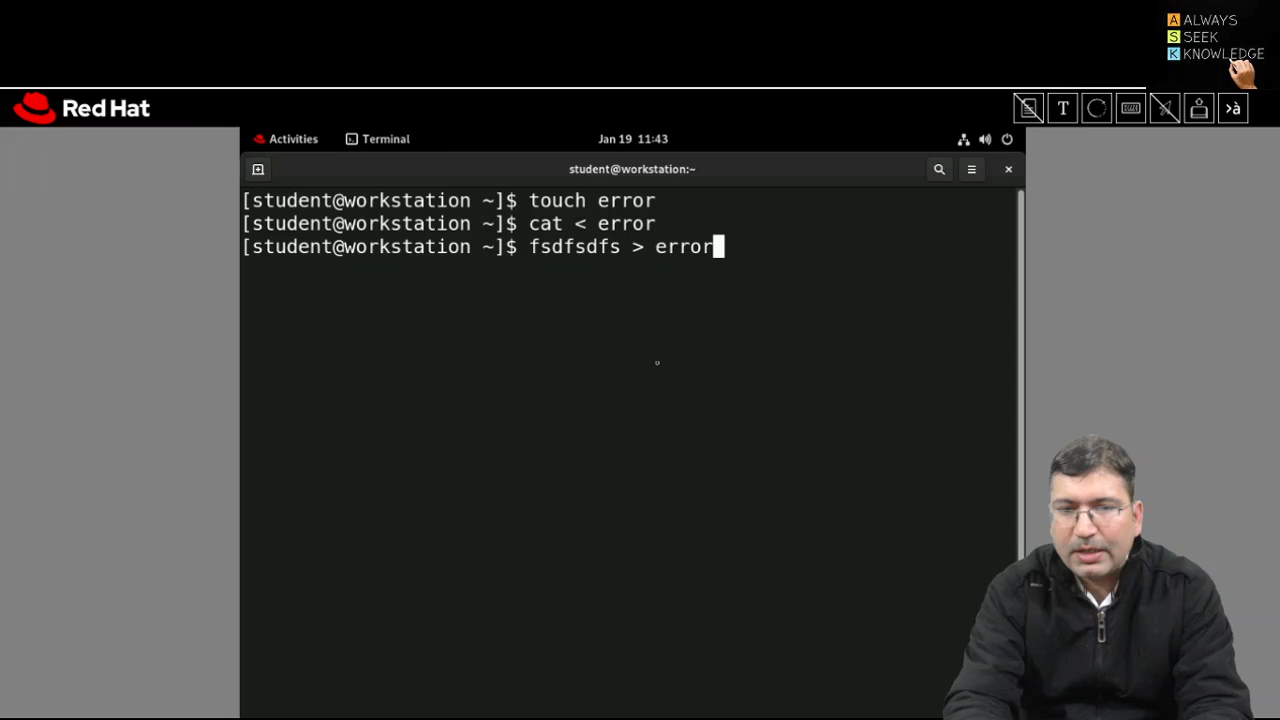 A ALWAYS
S SEEK
K KNOWLEDGE
Red Hat
T
>à
Activities
Terminal
Jan 19 11:43
student@workstation:~
[student@workstation ~]$ touch error
[student@workstation ~]$ cat < error
[student@workstation ~]$ fsdfsdfs > error